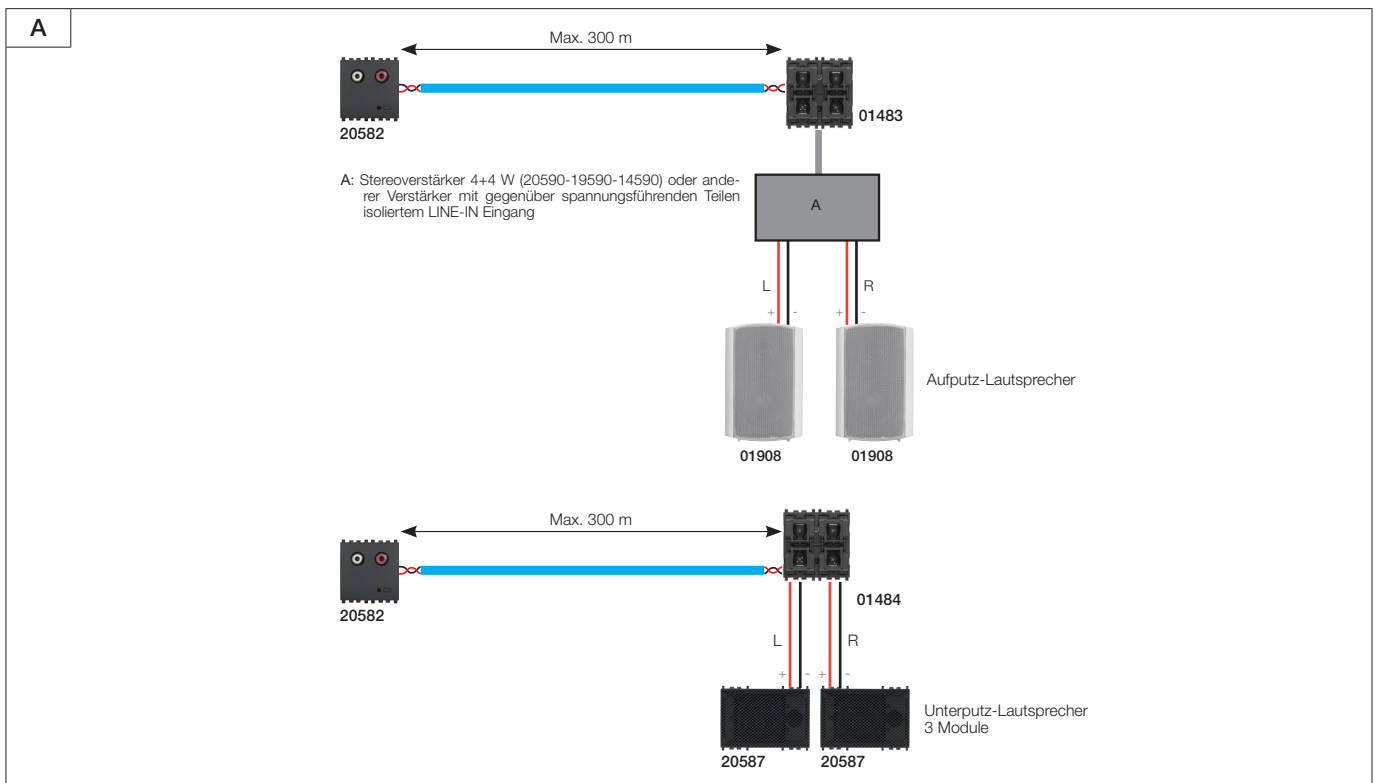 A
Max. 300 m
20582
01483
A: Stereoverstärker 4+4 W (20590-19590-14590) oder ande-
rer Verstärker mit gegenüber spannungsführenden Teilen
isoliertem LINE-IN Eingang
A
L
R
+
-
+
-
Aufputz-Lautsprecher
01908
01908
Max. 300 m
20582
01484
L
R
+
-
+
-
Unterputz-Lautsprecher
3 Module
20587
20587